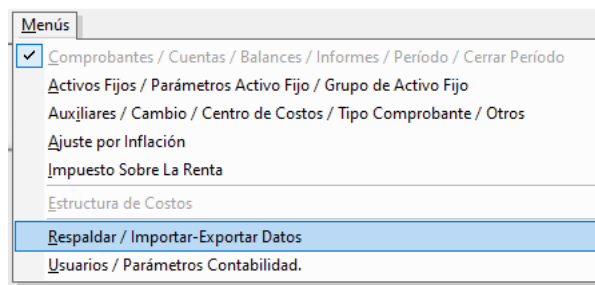 Menús
Comprobantes / Cuentas / Balances / Informes / Período / Cerrar Período
Activos Fijos / Parámetros Activo Fijo / Grupo de Activo Fijo
Auxiliares / Cambio / Centro de Costos / Tipo Comprobante / Otros
Ajuste por Inflación
Impuesto Sobre La Renta
Estructura de Costos
Respaldar / Importar-Exportar Datos
Usuarios / Parámetros Contabilidad.